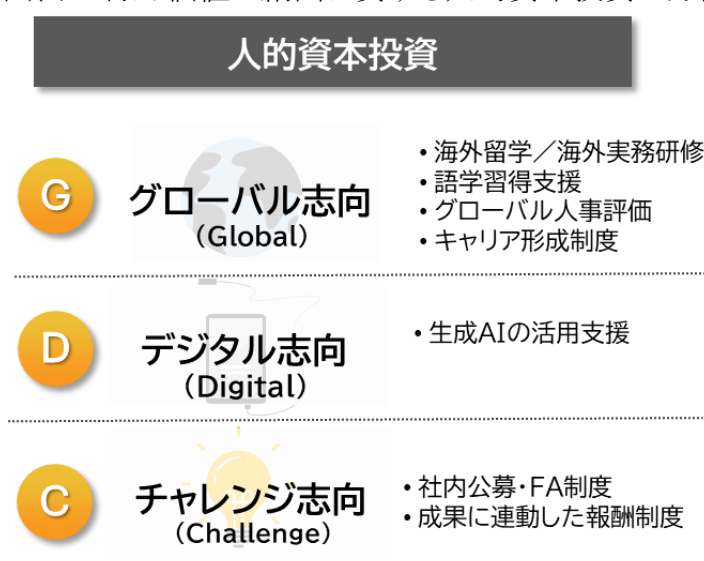 人的資本投資
G
グローバル志向
（Global）
• 海外留学／海外実務研修
• 語学習得支援
• グローバル人事評価
• キャリア形成制度
D
デジタル志向
（Digital）
• 生成AIの活用支援
C
チャレンジ志向
（Challenge）
• 社内公募・FA制度
• 成果に連動した報酬制度